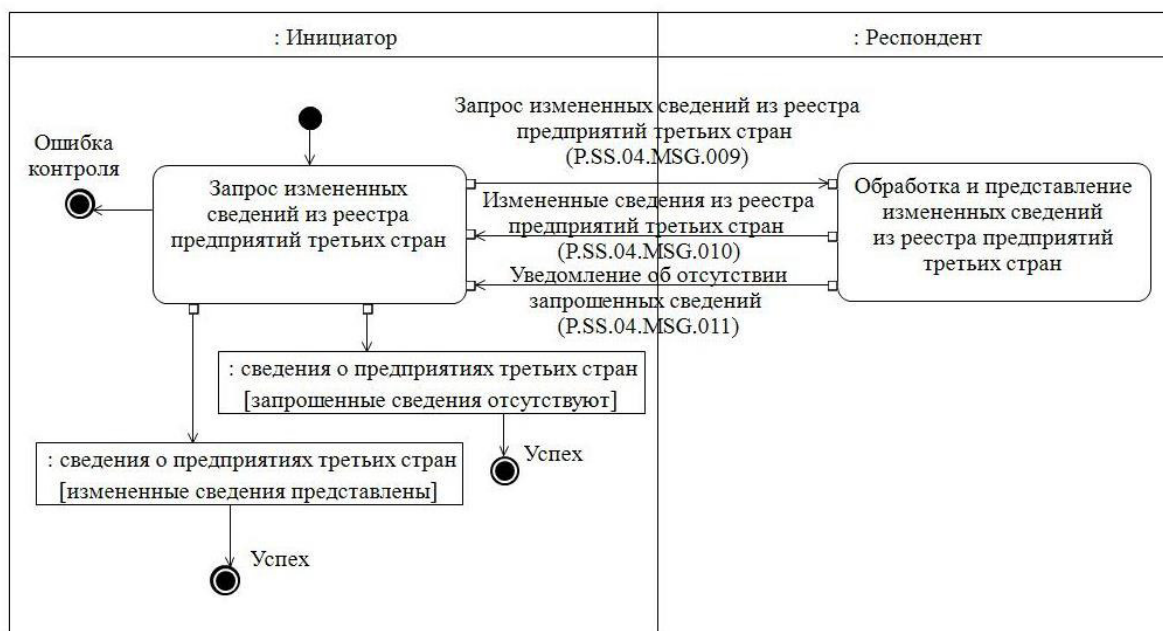 : Инициатор
: Респондент
Запрос измененных сведений из реестра
предприятий третьих стран
(P.SS.04.MSG.009)
Ошибка
контроля
Запрос измененных
сведений из реестра
предприятий третьих стран
Измененные сведения из реестра
предприятий третьих стран
(P.SS.04.MSG.010)
Уведомление об отсутствии
запрошенных сведений
(P.SS.04.MSG.011)
Обработка и представление
измененных сведений
из реестра предприятий
третьих стран
: сведения о предприятиях третьих стран
[запрошенные сведения отсутствуют]
Успех
: сведения о предприятиях третьих стран
[измененные сведения представлены]
Успех